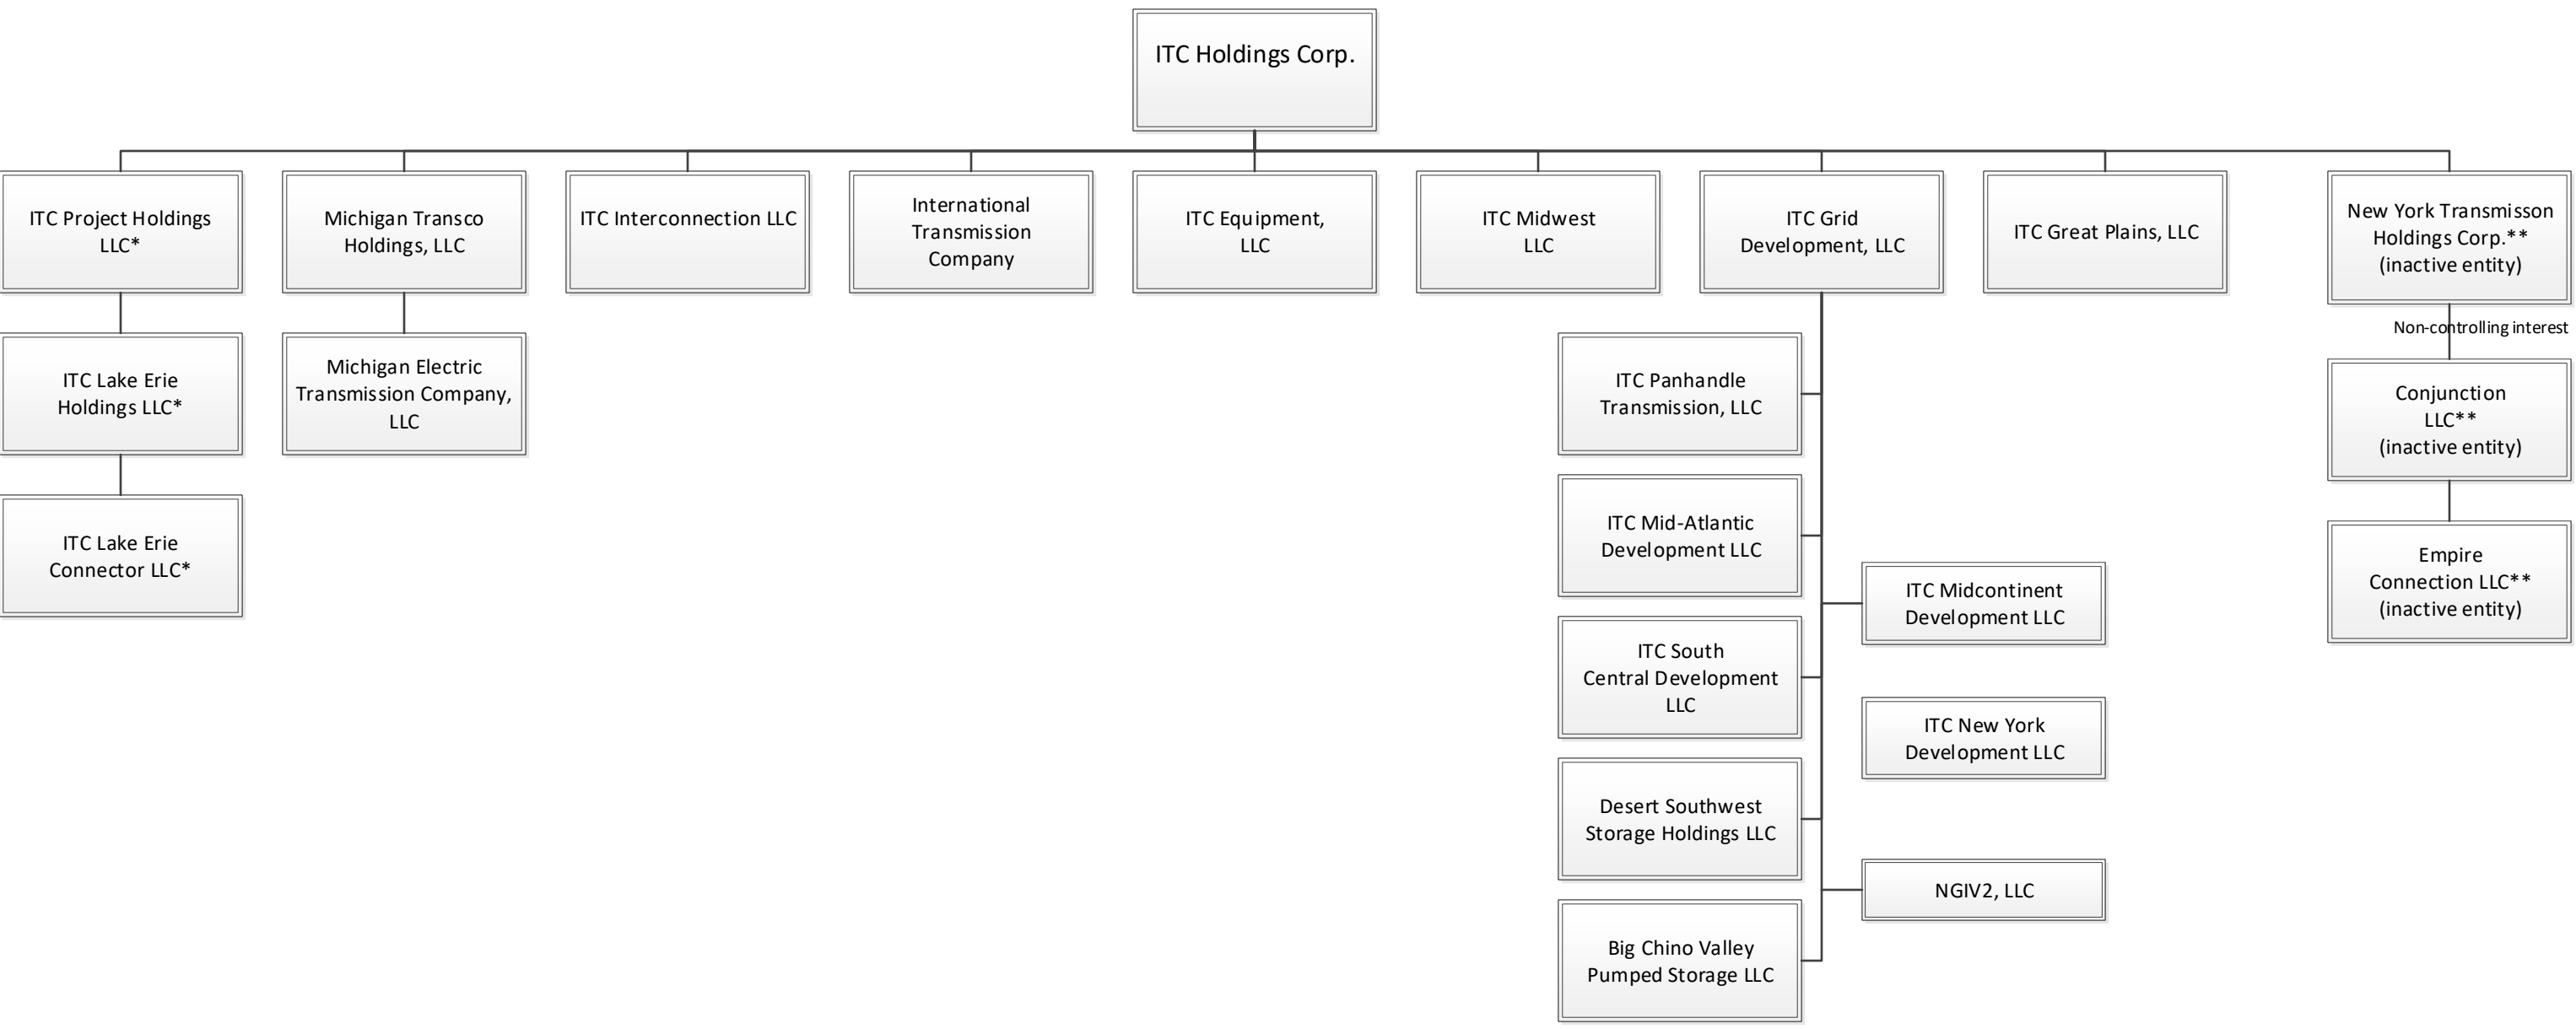 ITC Holdings Corp.
ITC Project Holdings
LLC*
Michigan Transco
Holdings, LLC
ITC Interconnection LLC
International
Transmission
Company
ITC Equipment,
LLC
ITC Midwest
LLC
ITC Grid
Development, LLC
ITC Great Plains, LLC
New York Transmisson
Holdings Corp.**
(inactive entity)
Non-controlling interest
ITC Lake Erie
Holdings LLC*
Michigan Electric
Transmission Company,
LLC
ITC Panhandle
Transmission, LLC
Conjunction
LLC**
(inactive entity)
ITC Lake Erie
Connector LLC*
ITC Mid-Atlantic
Development LLC
ITC Midcontinent
Development LLC
Empire
Connection LLC**
(inactive entity)
ITC South
Central Development
LLC
ITC New York
Development LLC
Desert Southwest
Storage Holdings LLC
NGIV2, LLC
Big Chino Valley
Pumped Storage LLC